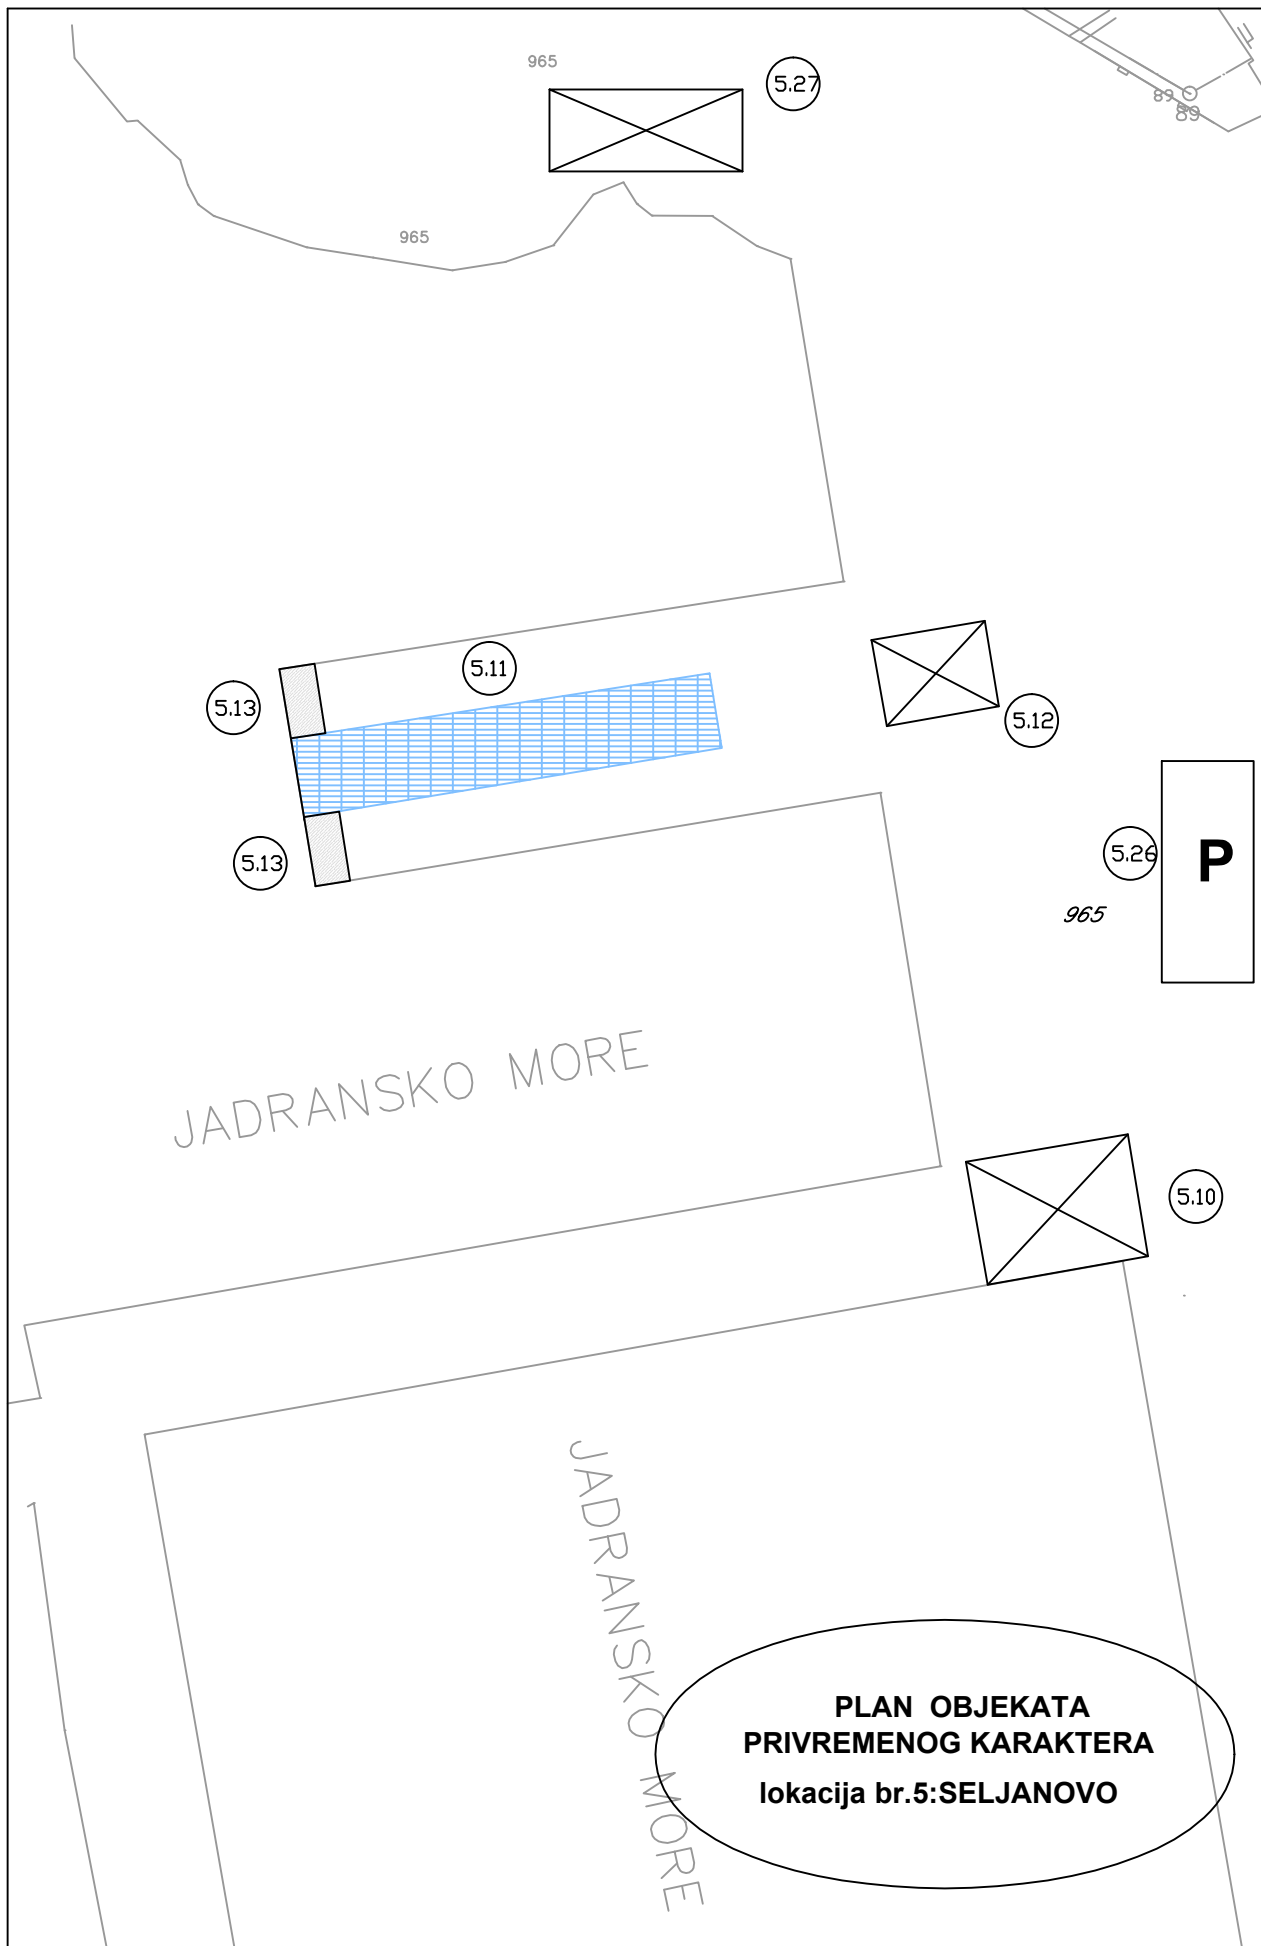 965
5.27
89
89
965
5.11
5.13
5.12
5.13
5.26
P
965
JADRANSKO MORE
5.10
JADRANSKO MORE
PLAN OBJEKATA
PRIVREMENOG KARAKTERA
lokacija br.5:SELJANOVO